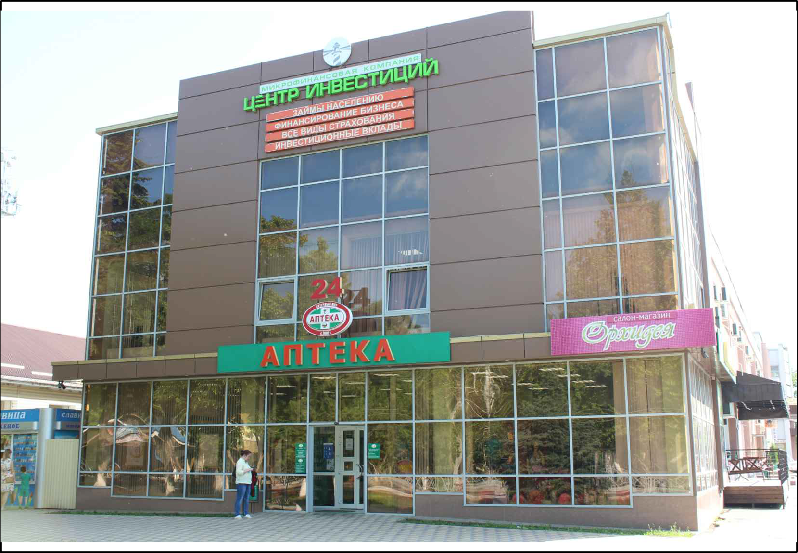 МИКРОФИНАНСОВАЯ КОМПАНИЯ
ЦЕНТР ИНВЕСТИЦИЙ
ЗАЙМЫ НАСЕЛЕНИЮ
ФИНАНСИРОВАНИЕ БИЗНЕСА
ВСЕ ВИДЫ СТРАХОВАНИЯ
ИНВЕСТИЦИОННЫЕ ВКЛАДЫ
24
АПТЕКА
АПТЕКА
салон-магазин
Орхидея